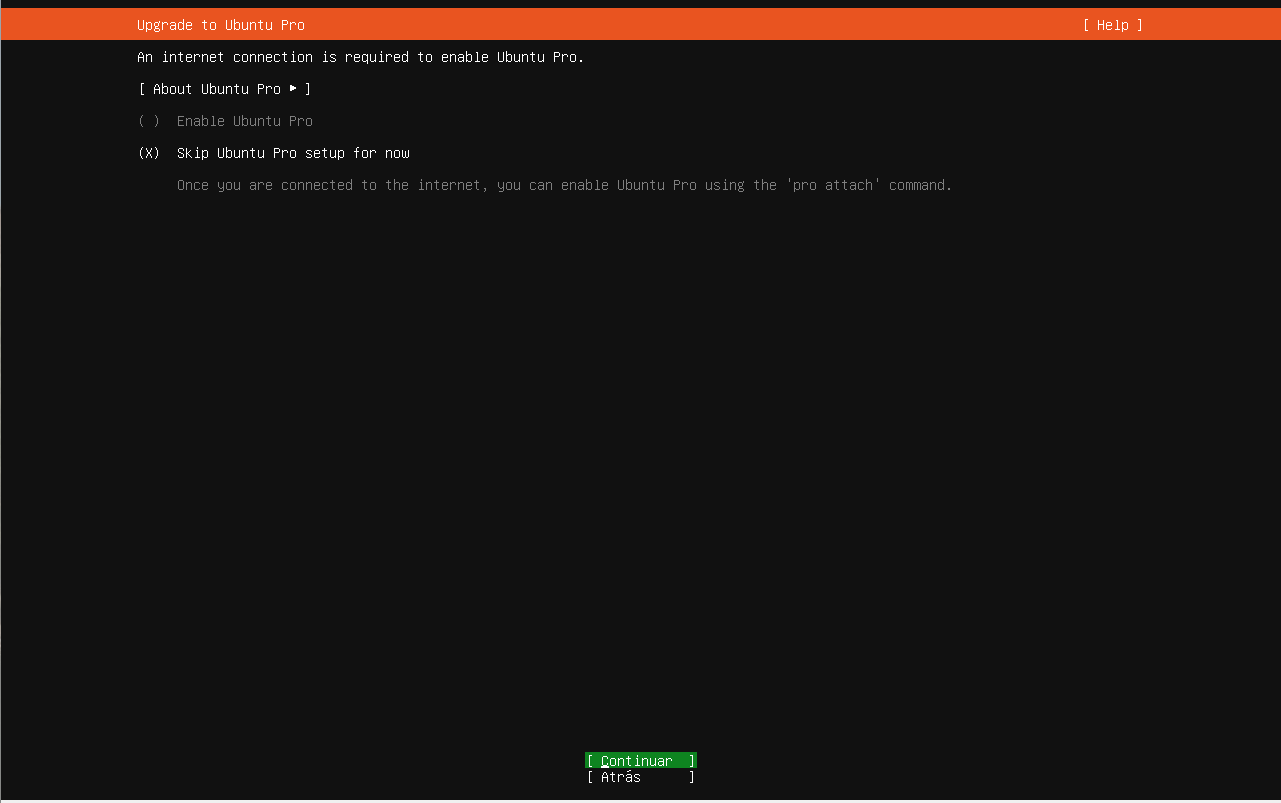 Upgrade to Ubuntu Pro [ Help ]
An internet connection is required to enable Ubuntu Pro.
[ About Ubuntu Pro ► ]
( ) Enable Ubuntu Pro
(X) Skip Ubuntu Pro setup for now
Once you are connected to the internet, you can enable Ubuntu Pro using the 'pro attach' command.
[ Continuar ]
[ Atrás ]